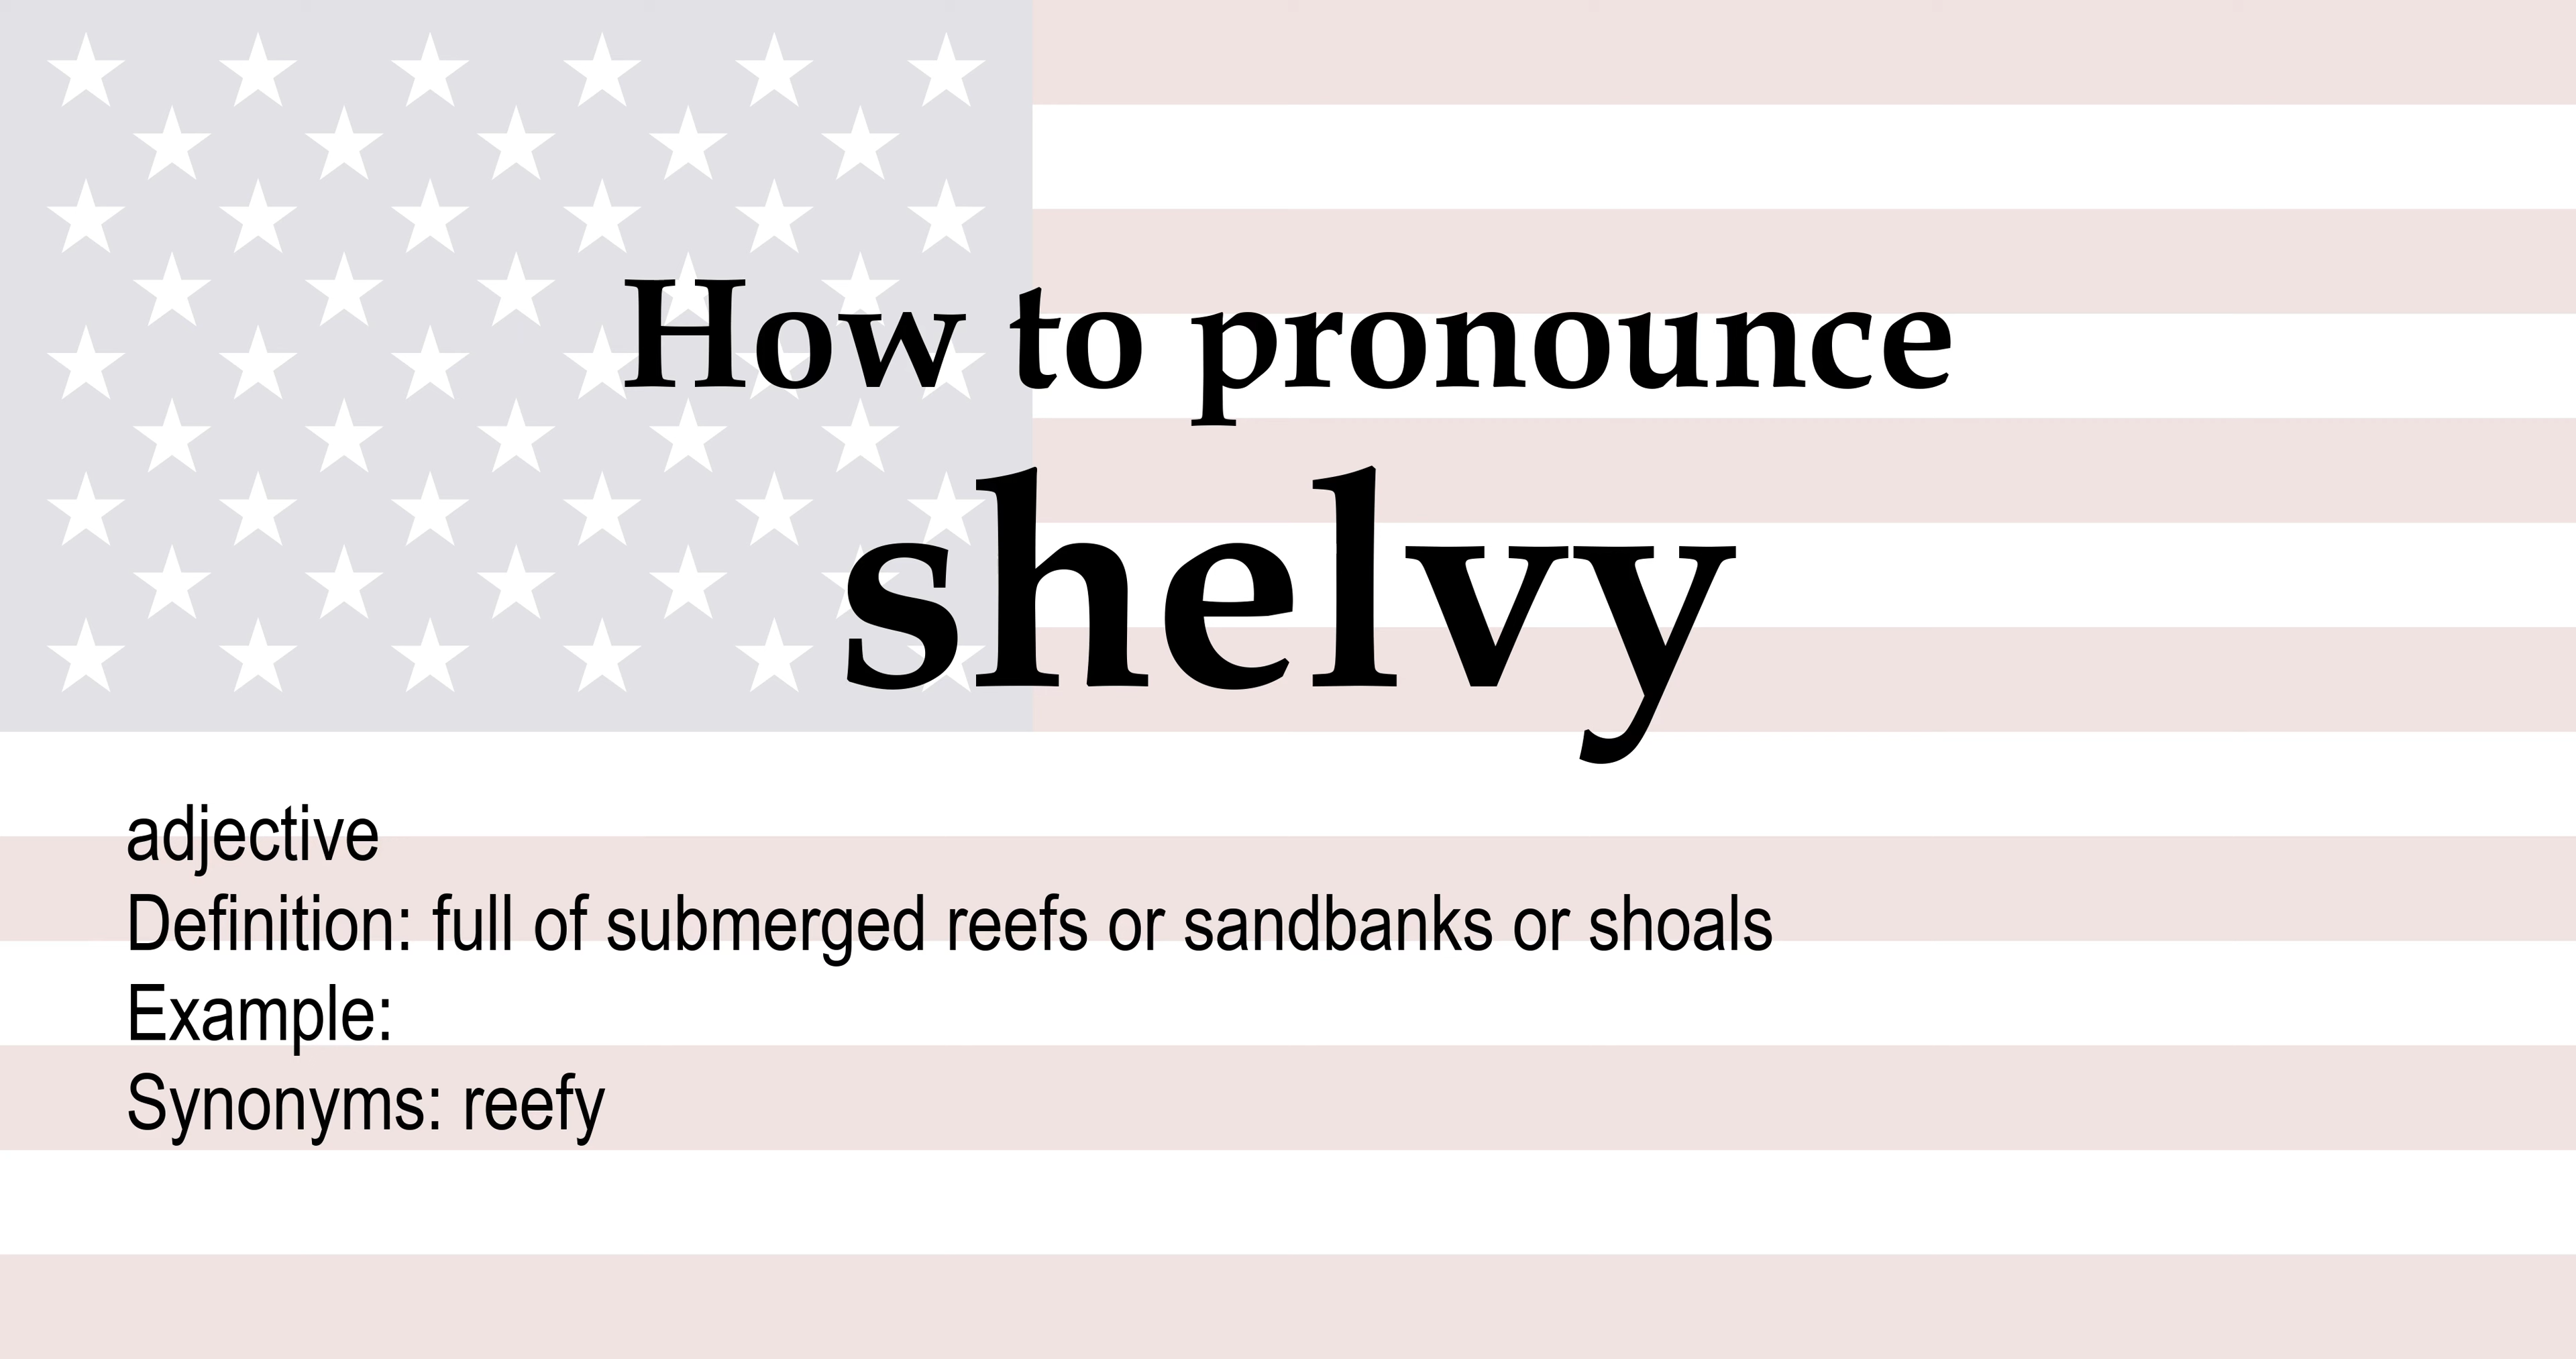 How to pronounce
shelvy
adjective
Definition: full of submerged reefs or sandbanks or shoals
Example:
Synonyms: reefy